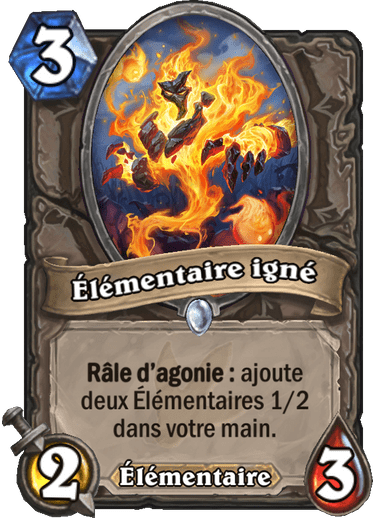 3
Élémentaire igné
Râle d'agonie : ajoute
deux Élémentaires 1/2
dans votre main.
2
Élémentaire
3